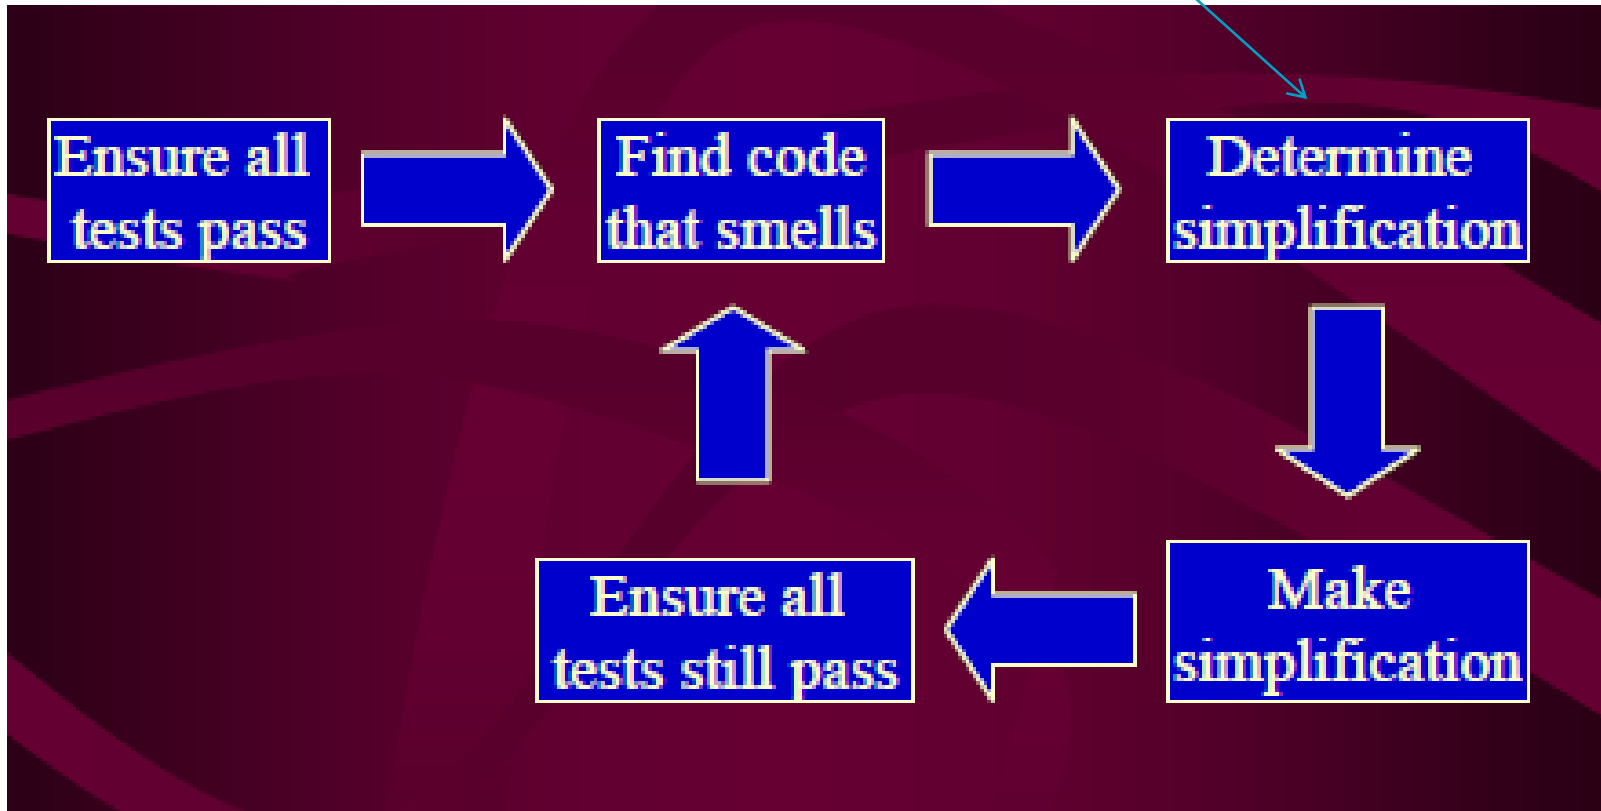 Ensure all
tests pass
Find code
that smells
Determine
simplification
Make
simplification
Ensure all
tests still pass